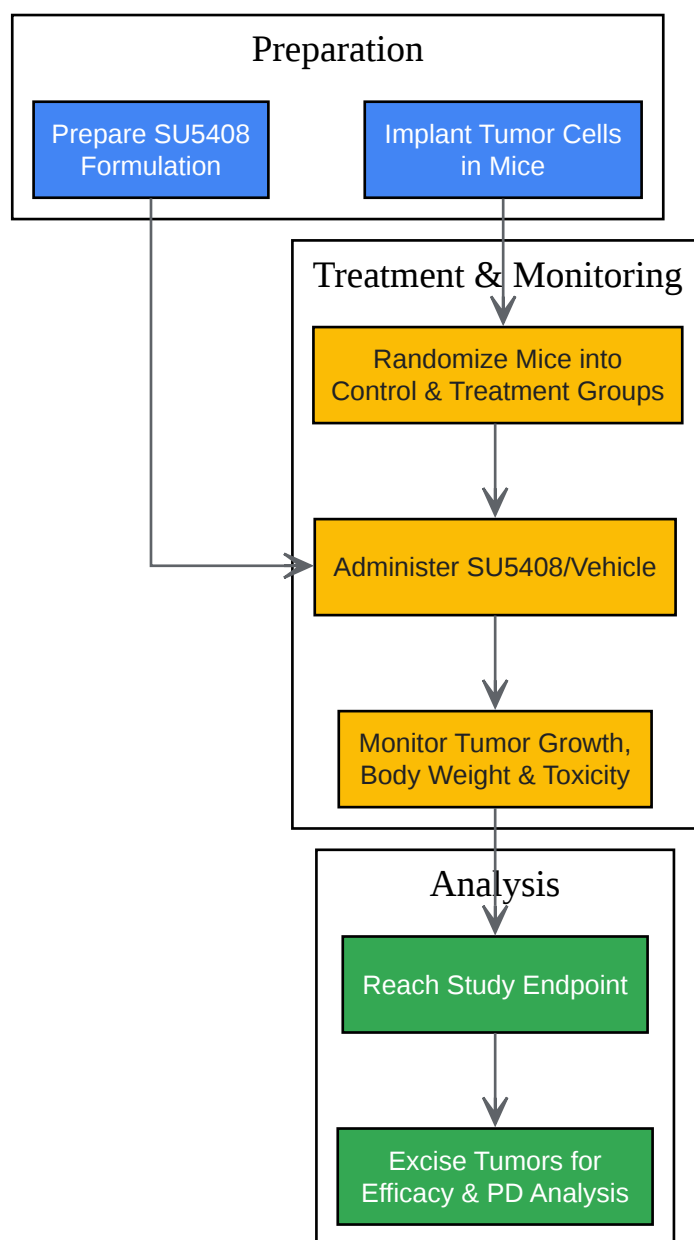 Preparation
Prepare SU5408
Formulation
Implant Tumor Cells
in Mice
Treatment & Monitoring
Randomize Mice into
Control & Treatment Groups
Administer SU5408/Vehicle
Monitor Tumor Growth,
Body Weight & Toxicity
Analysis
Reach Study Endpoint
Excise Tumors for
Efficacy & PD Analysis